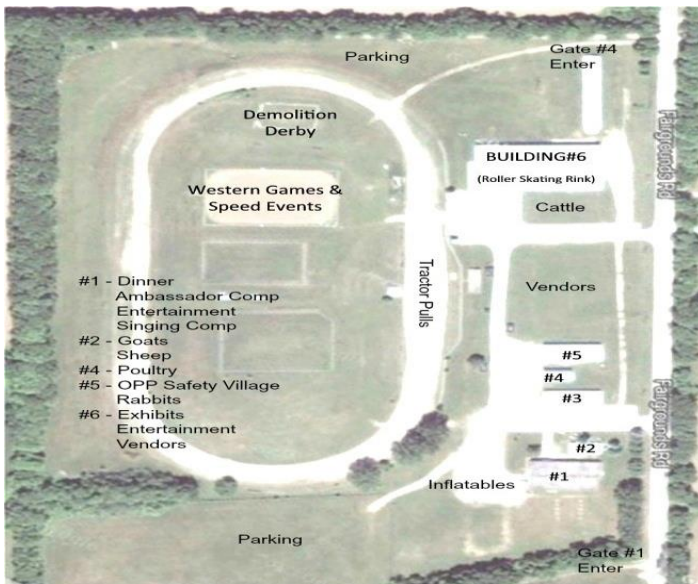 Parking
Gate #4
Enter
Demolition
Derby
Fairgrounds Rd
BUILDING#6
(Roller Skating Rink)
Western Games &
Speed Events
Cattle
Tractor Pulls
Vendors
#1 - Dinner
Ambassador Comp
Entertainment
Singing Comp
#2 - Goats
Sheep
#4 - Poultry
#5 - OPP Safety Village
Rabbits
#6 - Exhibits
Entertainment
Vendors
#5
#4
#3
Fairgrounds Rd
#2
#1
Inflatables
Parking
Gate #1
Enter